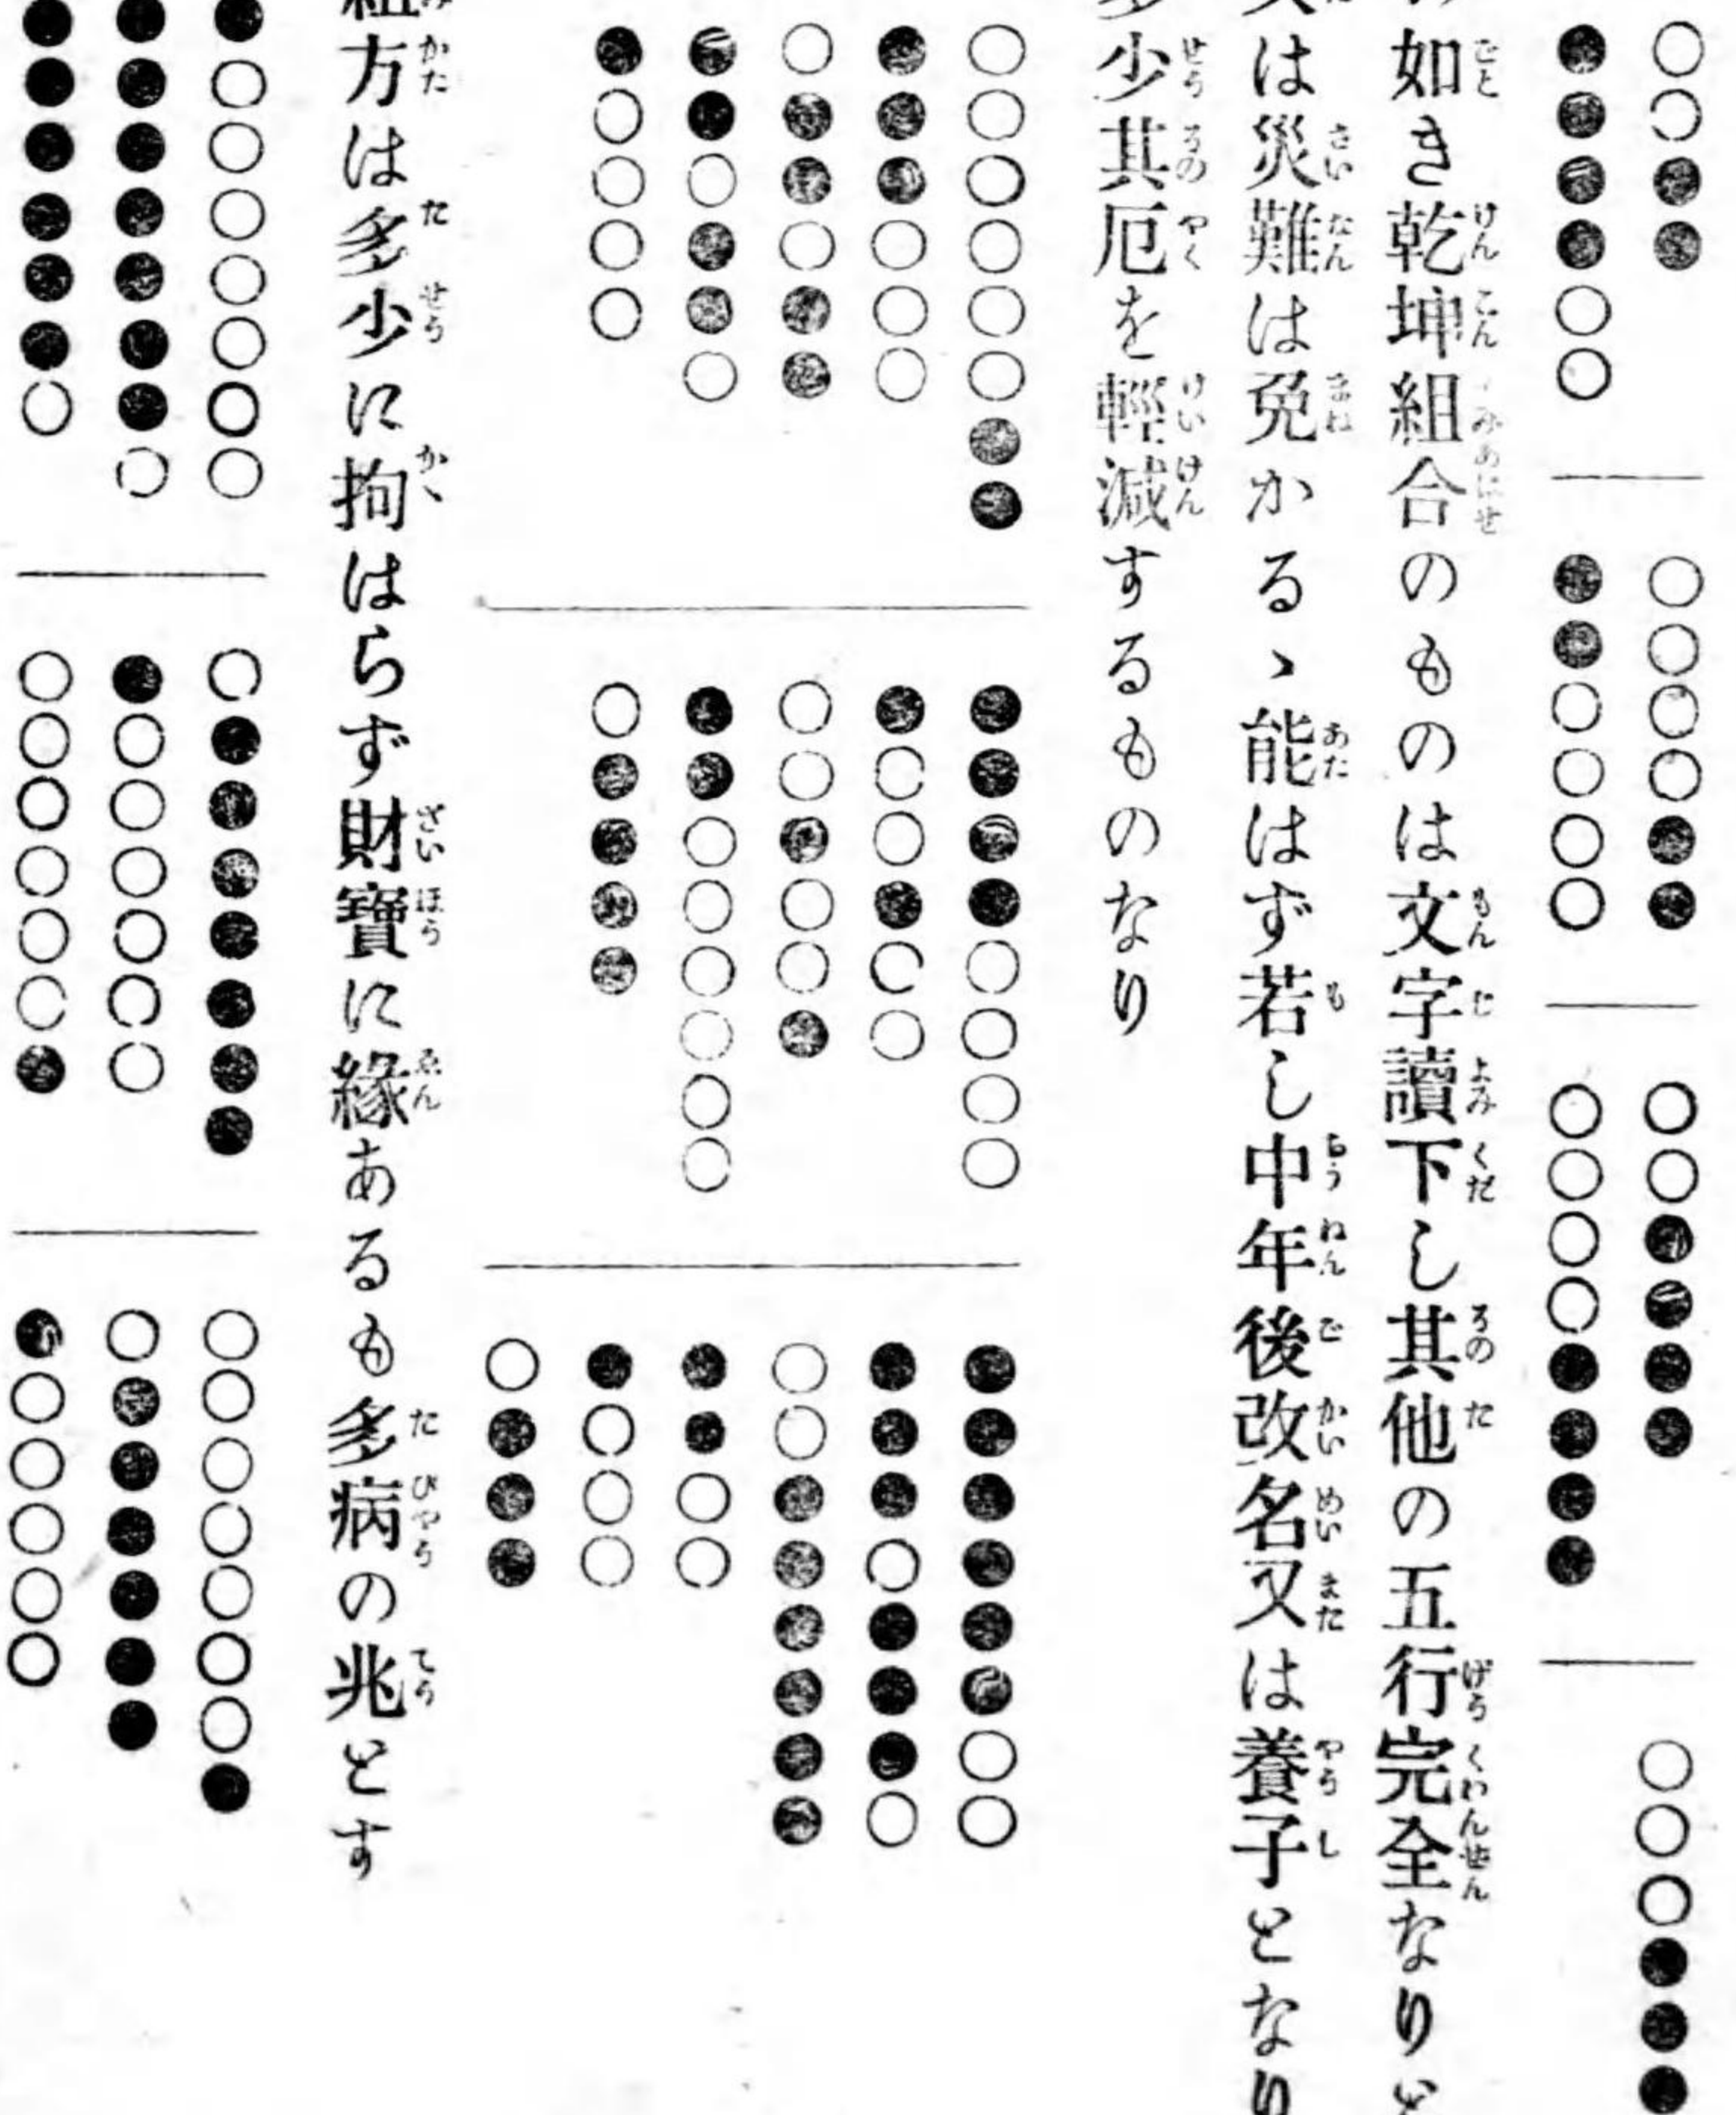 如き乾坤組合のものは文字讀下し其他の五行完全なりと
は災難は免かるゝ能はず若し中年後改名又は養子となり
少其厄を輕減するものなり
方は多少に拘はらず財寶に緣あるも多病の兆とす